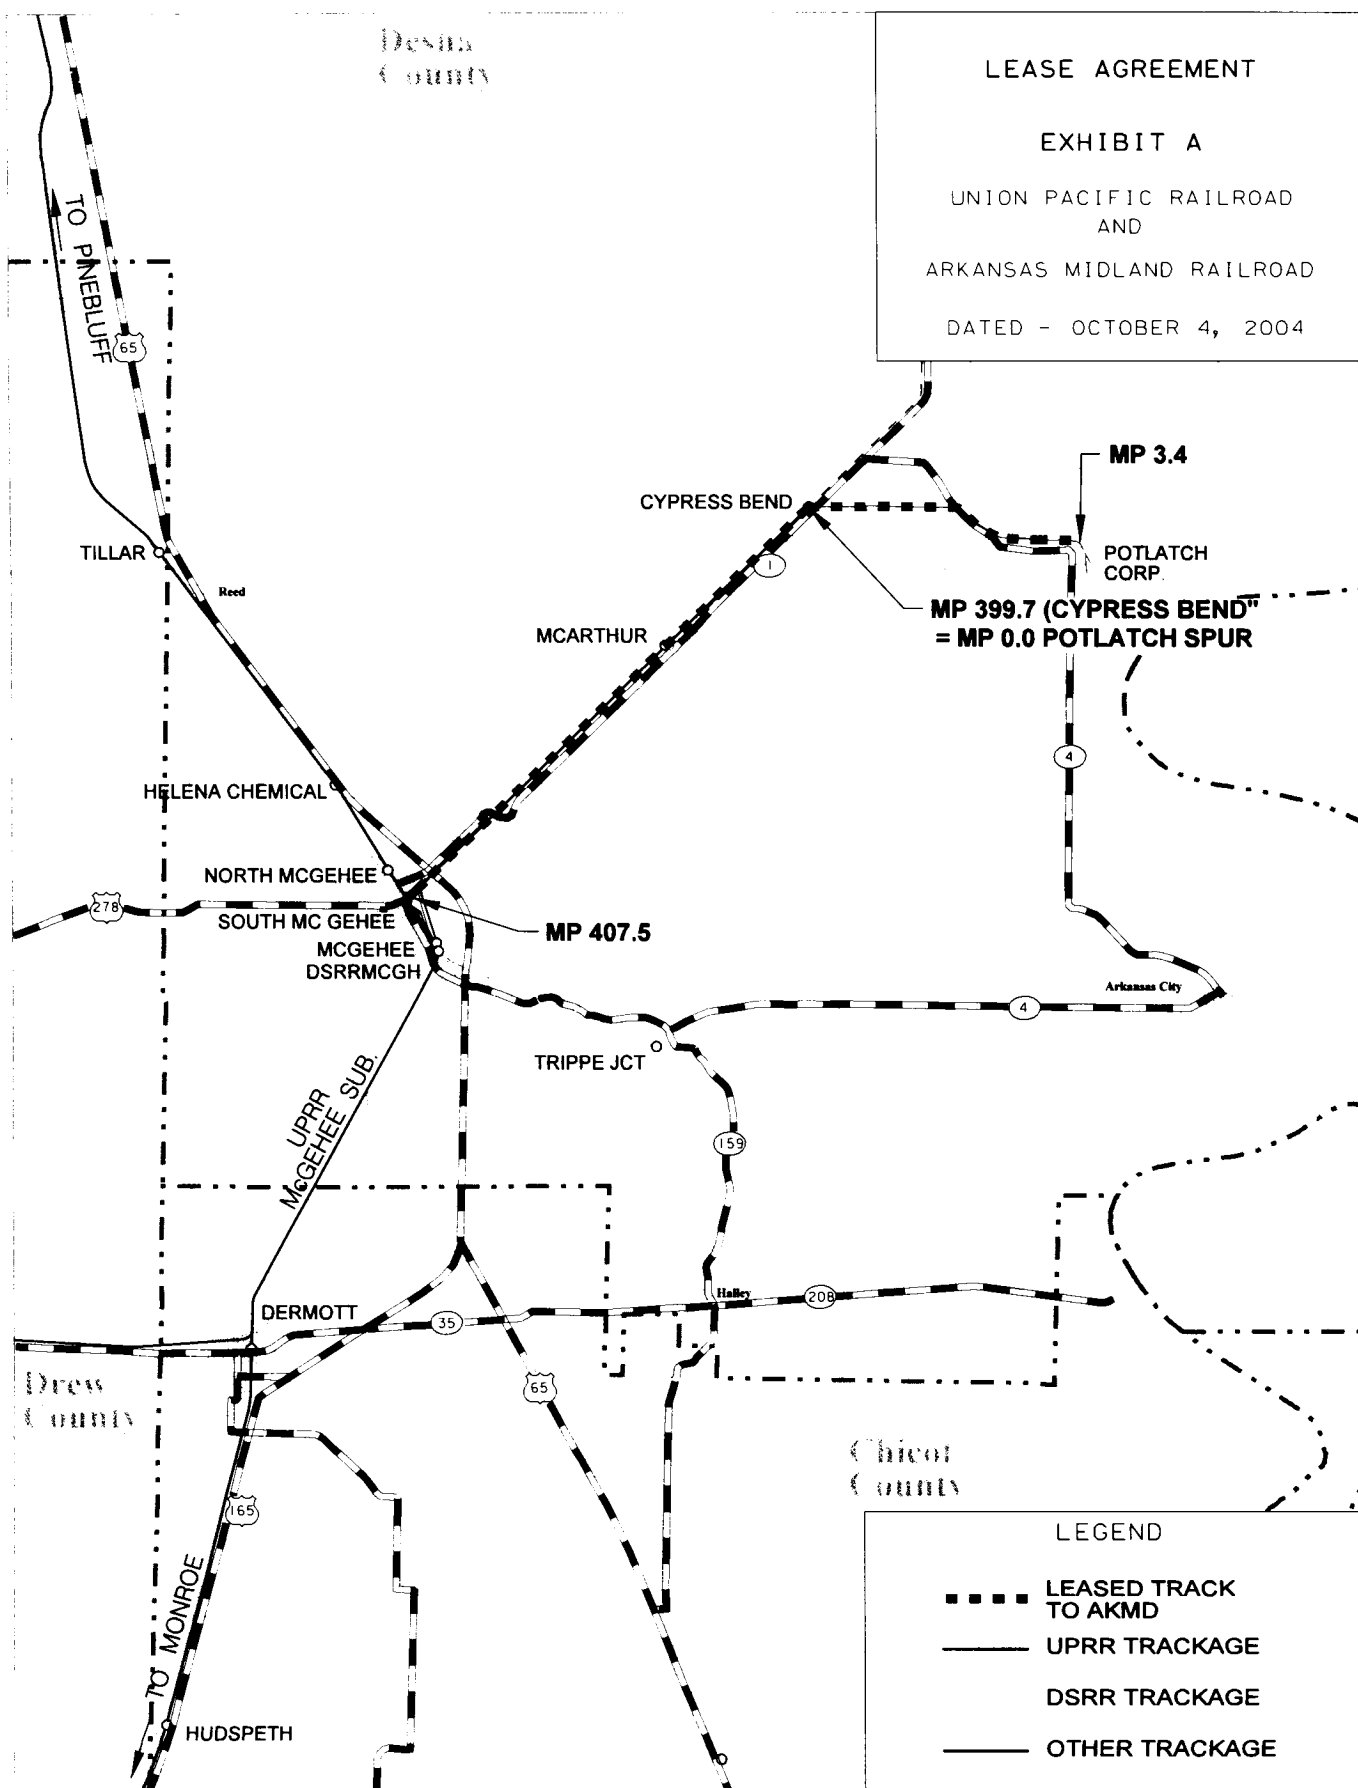 Desha
County
LEASE AGREEMENT
EXHIBIT A
UNION PACIFIC RAILROAD
AND
ARKANSAS MIDLAND RAILROAD
DATED - OCTOBER 4, 2004
TO PINEBLUFF
65
MP 3.4
CYPRESS BEND
TILLAR
POTLATCH
CORP.
1
Reed
MP 399.7 (CYPRESS BEND"
= MP 0.0 POTLATCH SPUR
MCARTHUR
4
HELENA CHEMICAL
NORTH MCGEHEE
278
SOUTH MC GEHEE
MP 407.5
MCGEHEE
DSRRMCGH
Arkansas City
4
TRIPPE JCT
UPRR
McGEHEE SUB.
159
Halley
208
DERMOTT
35
Drew
County
65
Chicot
County
165
TO MONROE
HUDSPETH
LEGEND
LEASED TRACK
TO AKMD
UPRR TRACKAGE
DSRR TRACKAGE
OTHER TRACKAGE